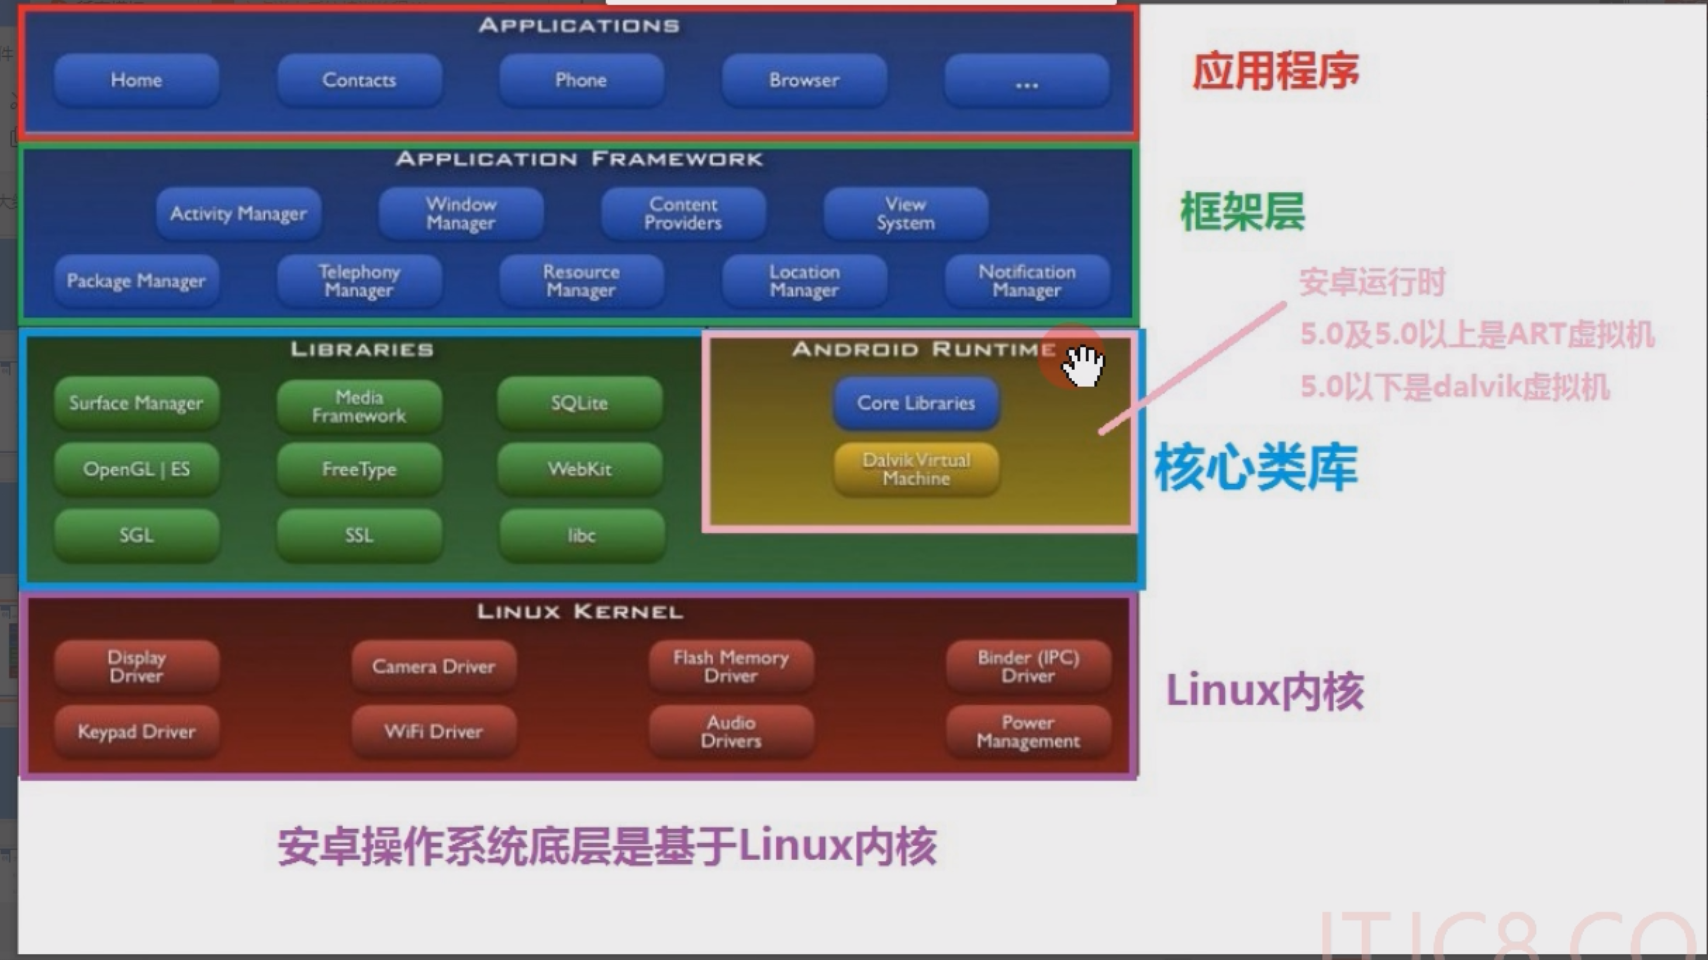 APPLICATIONS
Home
Contacts
Phone
Browser
...
应用程序
APPLICATION FRAMEWORK
Activity Manager
Window
Manager
Content
Providers
View
System
Package Manager
Telephony
Manager
Resource
Manager
Location
Manager
Notification
Manager
框架层
安卓运行时
5.0及5.0以上是ART虚拟机
5.0以下是dalvik虚拟机
LIBRARIES
Surface Manager
Media
Framework
SQLite
OpenGL | ES
FreeType
WebKit
SGL
SSL
libc
ANDROID RUNTIME
Core Libraries
Dalvik Virtual
Machine
核心类库
LINUX KERNEL
Display
Driver
Camera Driver
Flash Memory
Driver
Binder (IPC)
Driver
Keypad Driver
WiFi Driver
Audio
Drivers
Power
Management
Linux内核
安卓操作系统底层是基于Linux内核